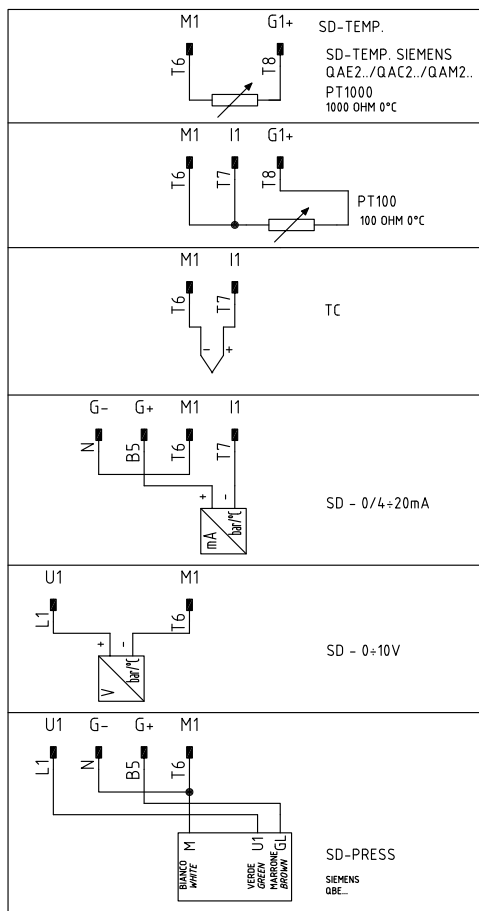 M1 G1+ SD-TEMP.
T6 T8
SD-TEMP. SIEMENS
QAE2../QAC2../QAM2..
PT1000
1000 OHM 0°C
M1 I1 G1+
T6 T7 T8
PT100
100 OHM 0°C
M1 I1
T6 T7
TC
- +
G- G+ M1 I1
N B5 T6 T7
+ -
mA bar/°C
SD - 0/4÷20mA
U1 M1
L1 T6
+ -
V bar/°C
SD - 0÷10V
U1 G- G+ M1
L1 N B5 T6
M U1 GL
BIANCO VERDE MARRONE
WHITE GREEN BROWN
SD-PRESS
SIEMENS
QBE...